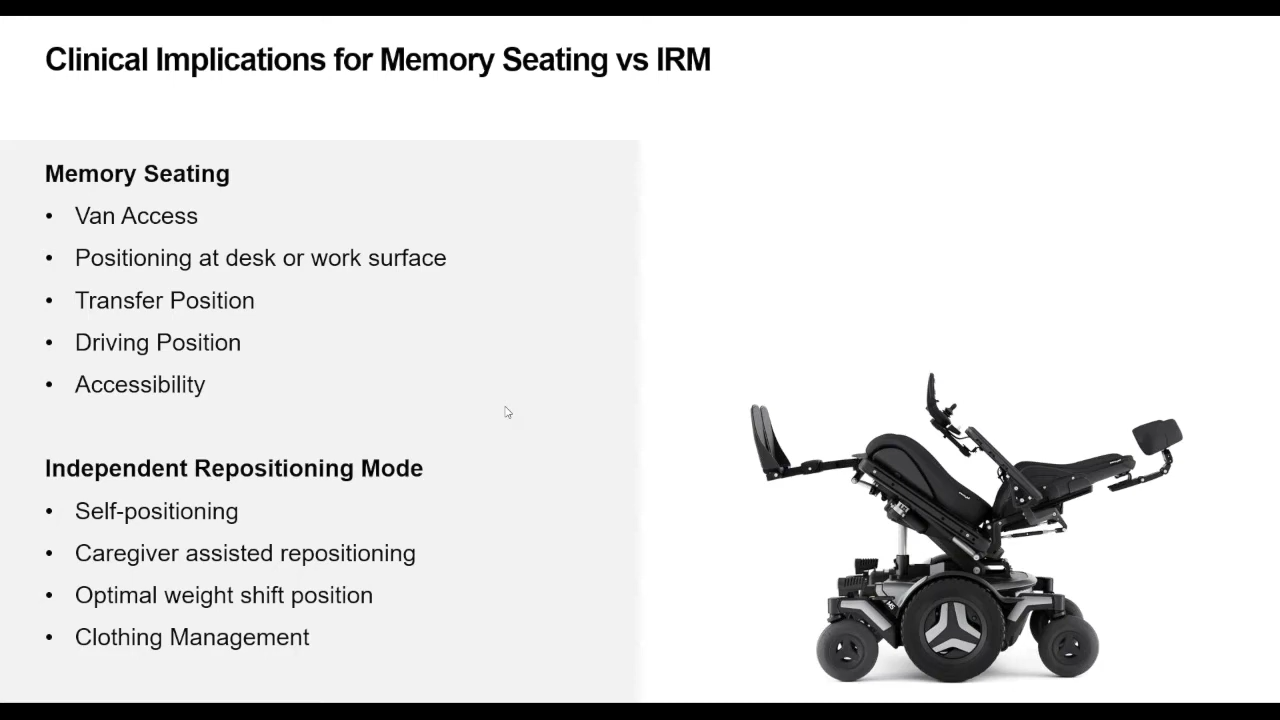 Clinical Implications for Memory Seating vs IRM
Memory Seating
• Van Access
• Positioning at desk or work surface
• Transfer Position
• Driving Position
• Accessibility
Independent Repositioning Mode
• Self-positioning
• Caregiver assisted repositioning
• Optimal weight shift position
• Clothing Management